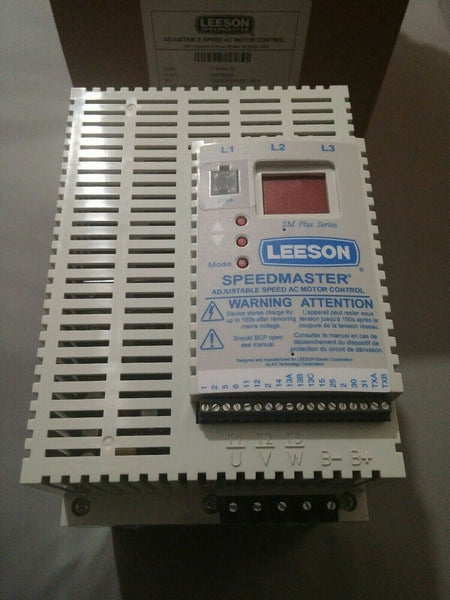 LEESON
SPEEDMASTER
ADJUSTABLE SPEED AC MOTOR CONTROL
L1 L2 L3
SM Plus Series
Mode
LEESON®
SPEEDMASTER®
ADJUSTABLE SPEED AC MOTOR CONTROL
WARNING ATTENTION
Device stores charge for
up to 180s after removing
mains voltage.
L'appareil peut rester sous
tension jusqu'à 180s après la
coupure de la tension réseau
Should BCP open
see manual.
Consulter le manuel en cas de
déclanchement du dispositif de
protection du circuit de dérivation.
Designed and manufactured for LEESON Electric Corporation
by AC Technology Corporation
1 2 5 6 11 12 2 14 13A 13B 13C 15 25 2 30 31 TXA TXB
T1 T2 T3
U V W B- B+